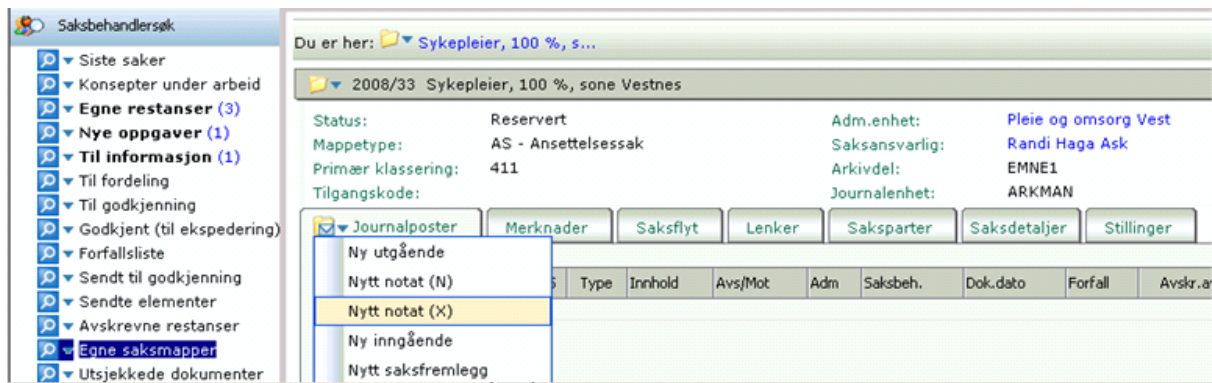 Saksbehandlersøk
Siste saker
Konsepter under arbeid
Egne restanser (3)
Nye oppgaver (1)
Til informasjon (1)
Til fordeling
Til godkjenning
Godkjent (til ekspedering)
Forfallsliste
Sendt til godkjenning
Sendte elementer
Avskrevne restanser
Egne saksmapper
Utsjekkede dokumenter
Du er her: Sykepleier, 100 %, s...
2008/33 Sykepleier, 100 %, sone Vestnes
Status: Reservert Adm.enhet: Pleie og omsorg Vest
Mappetype: AS - Ansettelsessak Saksansvarlig: Randi Haga Ask
Primær klassering: 411 Arkivdel: EMNE1
Tilgangskode: Journalenhet: ARKMAN
Journalposter Merknader Saksflyt Lenker Saksparter Saksdetaljer Stillinger
Type Innhold Avs/Mot Adm Saksbeh. Dok.dato Forfall Avskr.a
Ny utgående
Nytt notat (N)
Nytt notat (X)
Ny inngående
Nytt saksfremlegg